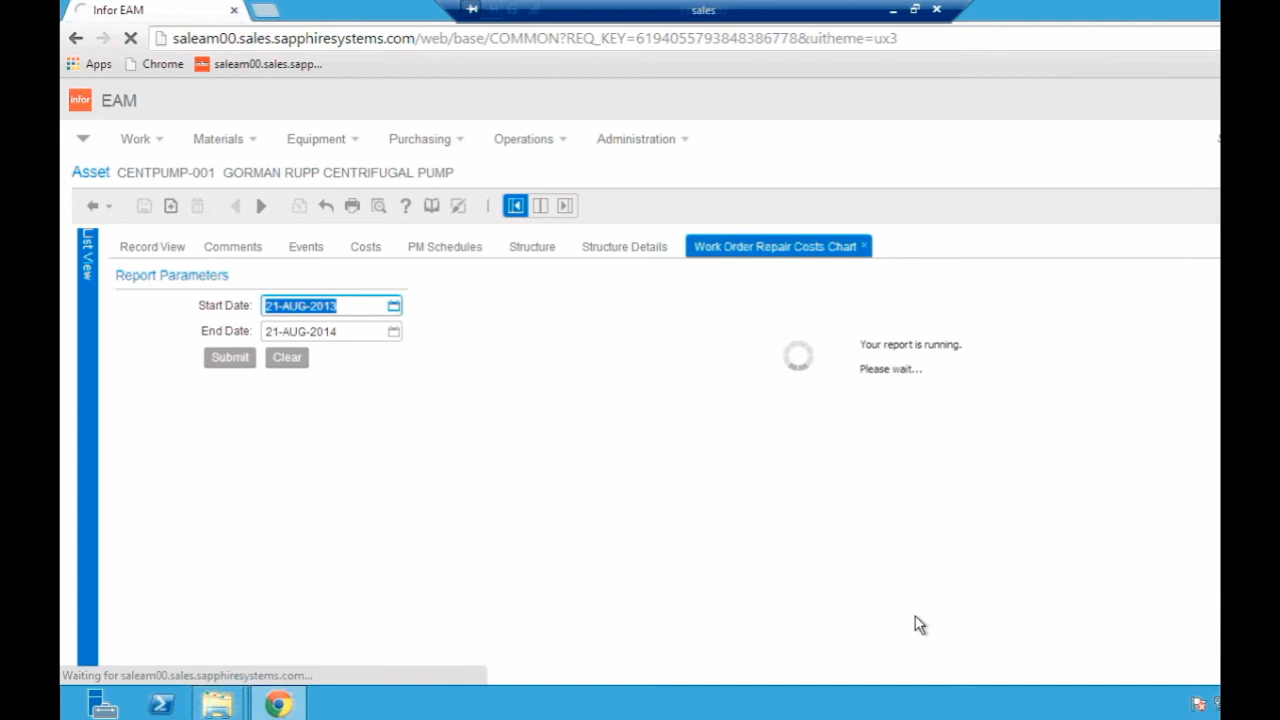 Infor EAM
sales
saleam00.sales.sapphiresystems.com/web/base/COMMON?REQ_KEY=6194055793848386778&uitheme=ux3
Apps Chrome saleam00.sales.sapp...
infor EAM
Work Materials Equipment Purchasing Operations Administration
Asset CENTPUMP-001 GORMAN RUPP CENTRIFUGAL PUMP
List View
Record View Comments Events Costs PM Schedules Structure Structure Details Work Order Repair Costs Chart
Report Parameters
Start Date: 21-AUG-2013
End Date: 21-AUG-2014
Submit Clear
Your report is running.
Please wait...
Waiting for saleam00.sales.sapphiresystems.com...